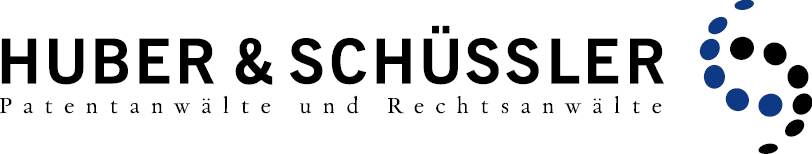 HUBER & SCHÜSSLER
Patentanwälte und Rechtsanwälte